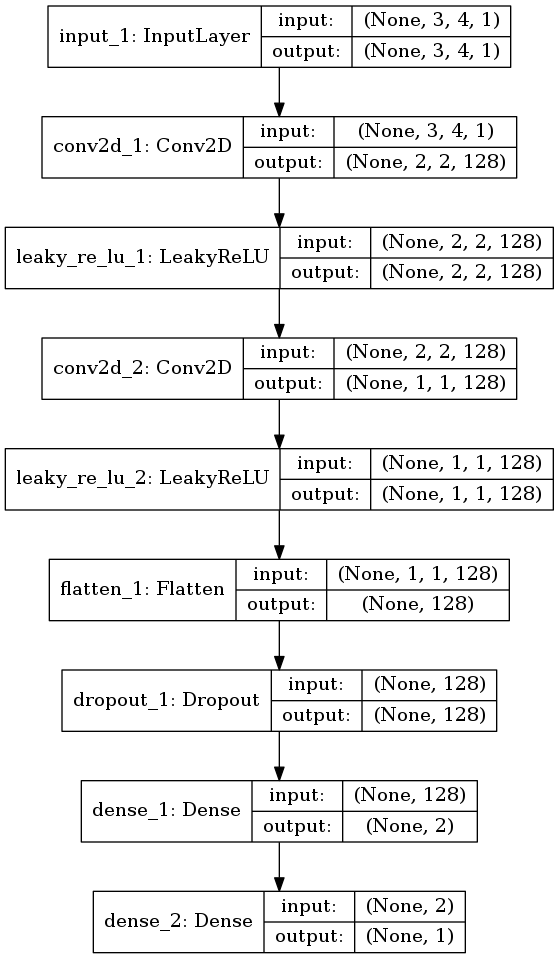 input_1: InputLayer
input:
(None, 3, 4, 1)
output:
(None, 3, 4, 1)
conv2d_1: Conv2D
input:
(None, 3, 4, 1)
output:
(None, 2, 2, 128)
leaky_re_lu_1: LeakyReLU
input:
(None, 2, 2, 128)
output:
(None, 2, 2, 128)
conv2d_2: Conv2D
input:
(None, 2, 2, 128)
output:
(None, 1, 1, 128)
leaky_re_lu_2: LeakyReLU
input:
(None, 1, 1, 128)
output:
(None, 1, 1, 128)
flatten_1: Flatten
input:
(None, 1, 1, 128)
output:
(None, 128)
dropout_1: Dropout
input:
(None, 128)
output:
(None, 128)
dense_1: Dense
input:
(None, 128)
output:
(None, 2)
dense_2: Dense
input:
(None, 2)
output:
(None, 1)